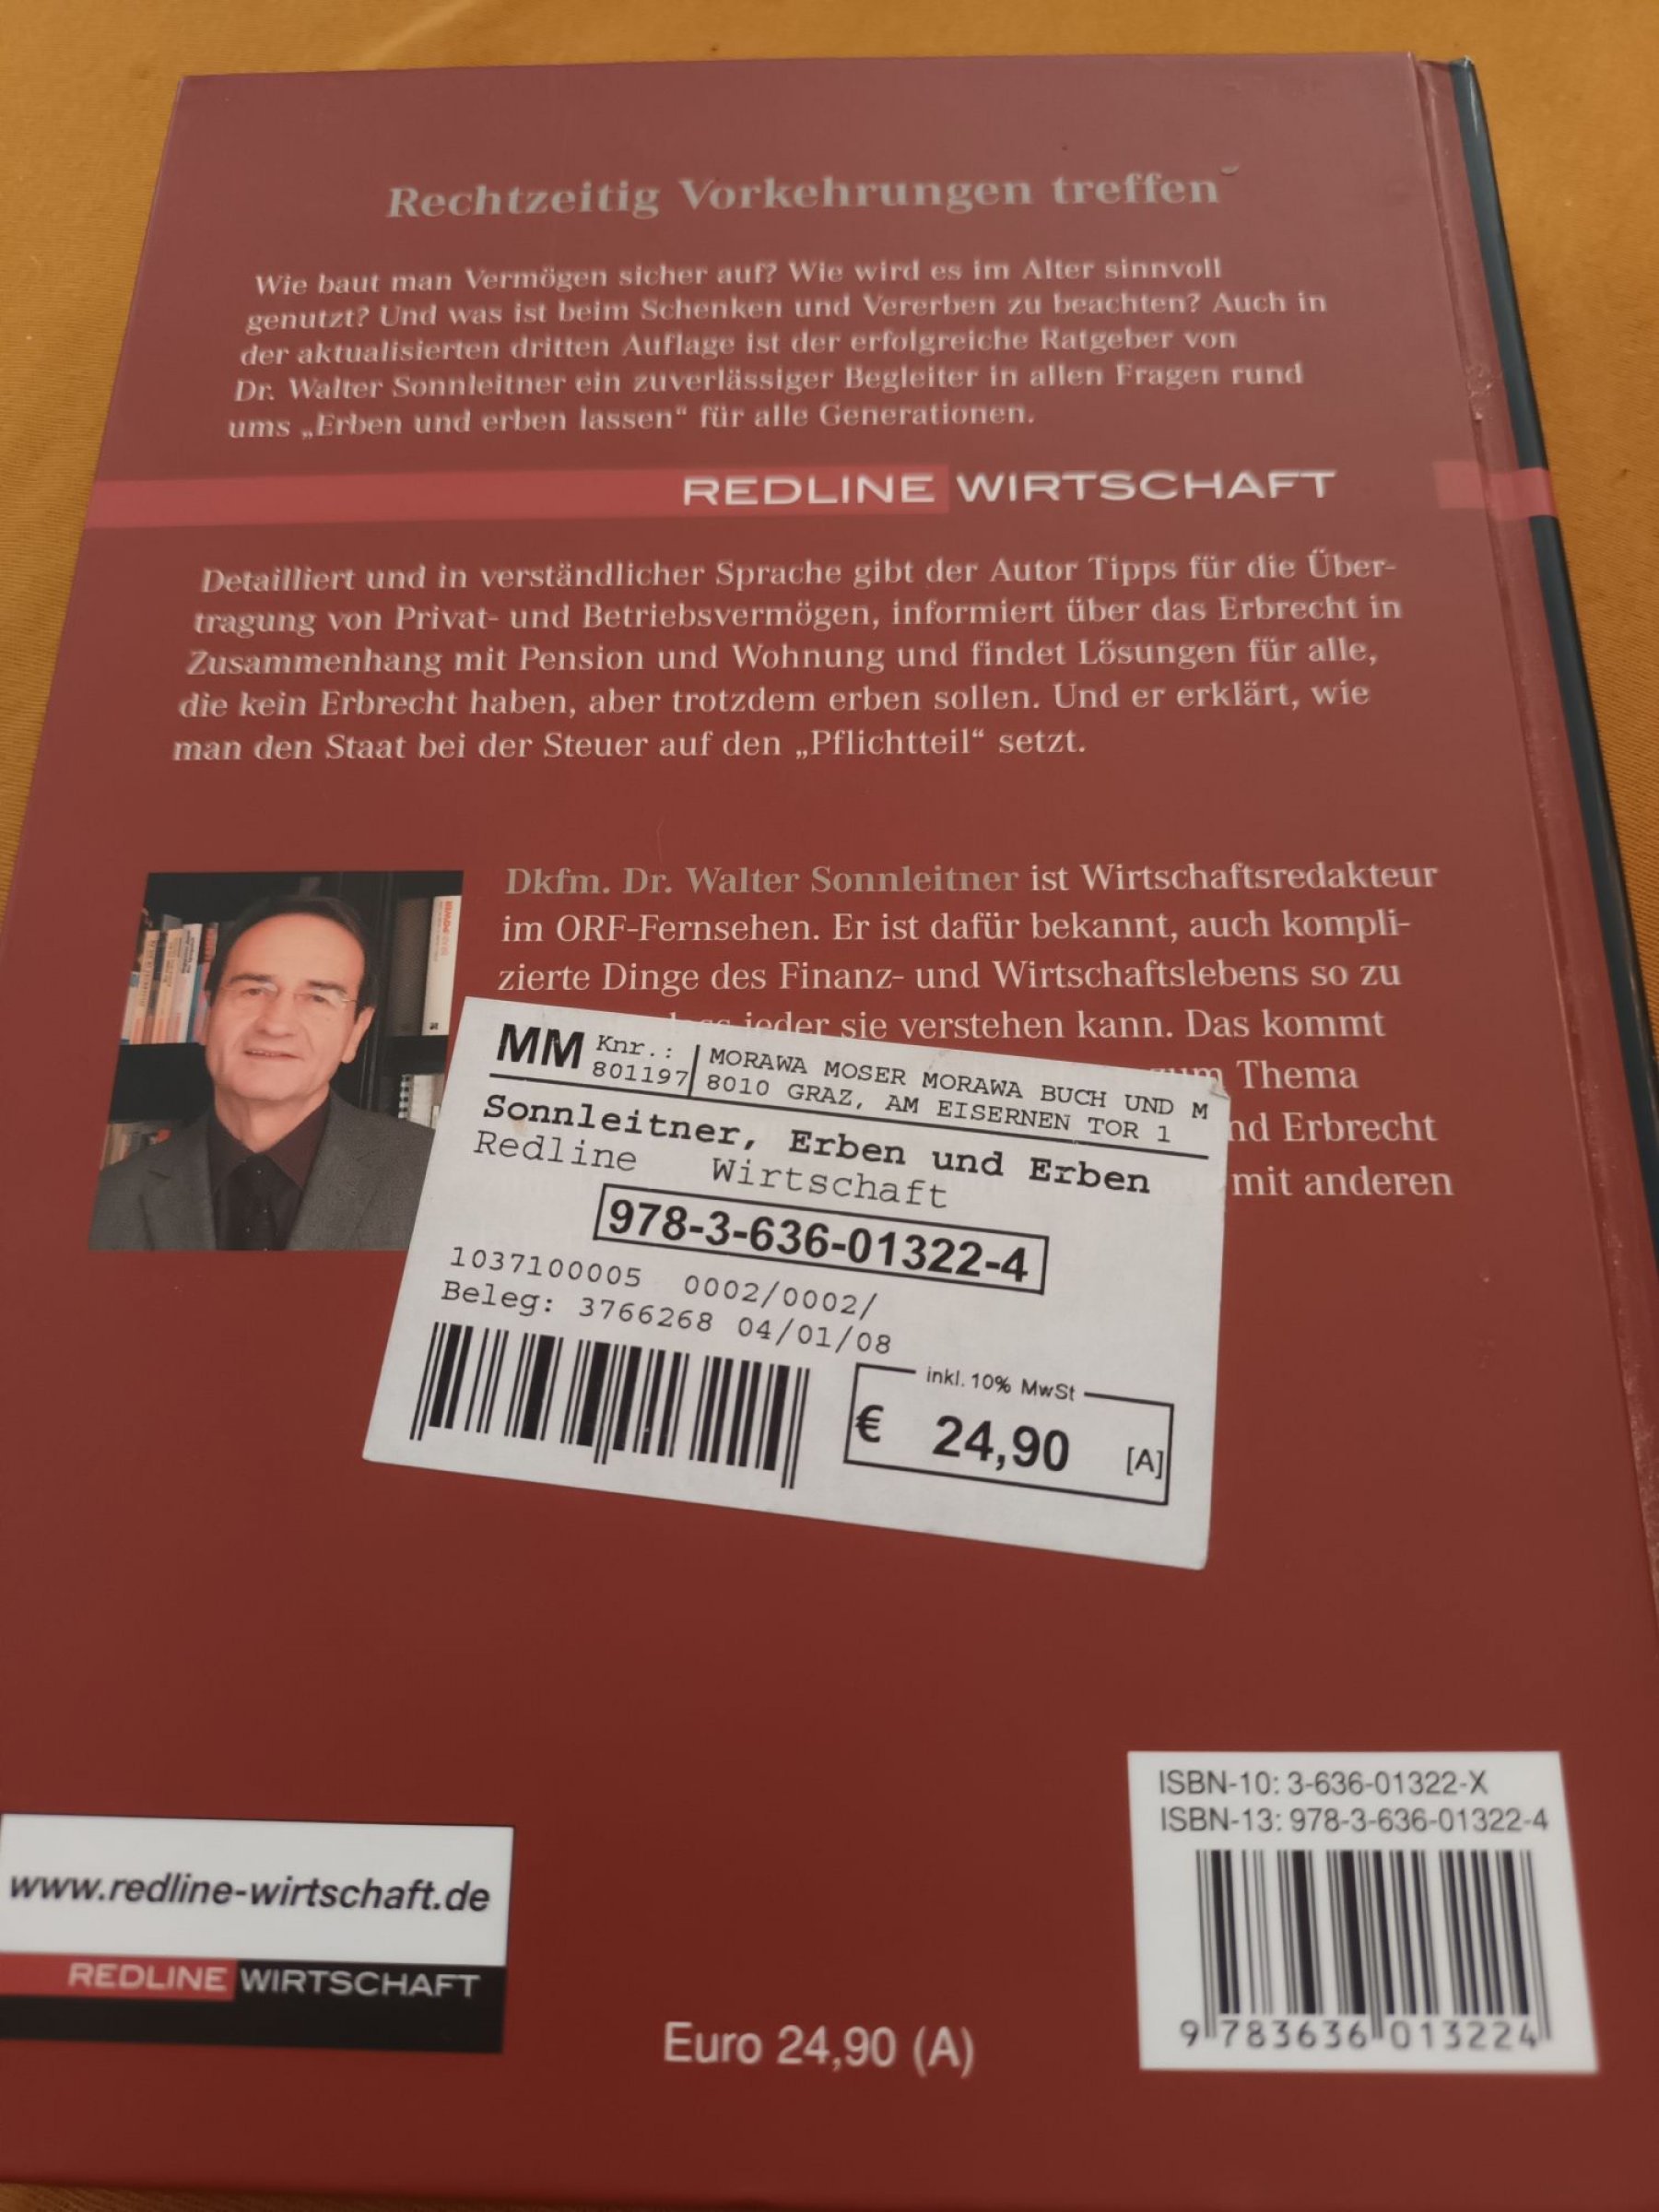 Rechtzeitig Vorkehrungen treffen
Wie baut man Vermögen sicher auf? Wie wird es im Alter sinnvoll
genutzt? Und was ist beim Schenken und Vererben zu beachten? Auch in
der aktualisierten dritten Auflage ist der erfolgreiche Ratgeber von
Dr. Walter Sonnleitner ein zuverlässiger Begleiter in allen Fragen rund
ums „Erben und erben lassen“ für alle Generationen.
REDLINE WIRTSCHAFT
Detailliert und in verständlicher Sprache gibt der Autor Tipps für die Über-
tragung von Privat- und Betriebsvermögen, informiert über das Erbrecht in
Zusammenhang mit Pension und Wohnung und findet Lösungen für alle,
die kein Erbrecht haben, aber trotzdem erben sollen. Und er erklärt, wie
man den Staat bei der Steuer auf den „Pflichtteil“ setzt.
Dkfm. Dr. Walter Sonnleitner ist Wirtschaftsredakteur
im ORF-Fernsehen. Er ist dafür bekannt, auch kompli-
zierte Dinge des Finanz- und Wirtschaftslebens so zu
jeder sie verstehen kann. Das kommt
zum Thema
nd Erbrecht
mit anderen
MM Knr.: 801197
MORAWA MOSER MORAWA BUCH UND M
8010 GRAZ, AM EISERNEN TOR 1
Sonnleitner, Erben und Erben
Redline Wirtschaft
978-3-636-01322-4
1037100005 0002/0002/
Beleg: 3766268 04/01/08
inkl. 10% MwSt
€ 24,90 [A]
ISBN-10: 3-636-01322-X
ISBN-13: 978-3-636-01322-4
9 783636 013224
www.redline-wirtschaft.de
REDLINE WIRTSCHAFT
Euro 24,90 (A)